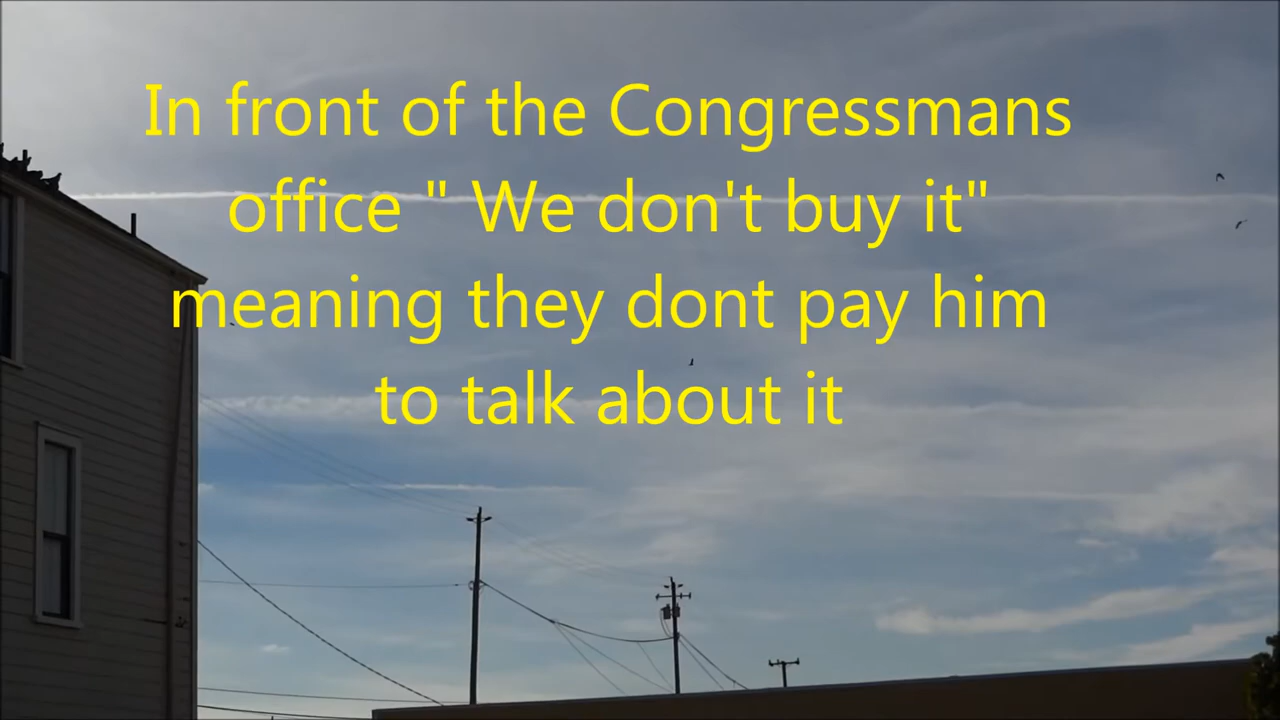 In front of the Congressmans
office " We don't buy it"
meaning they dont pay him
to talk about it